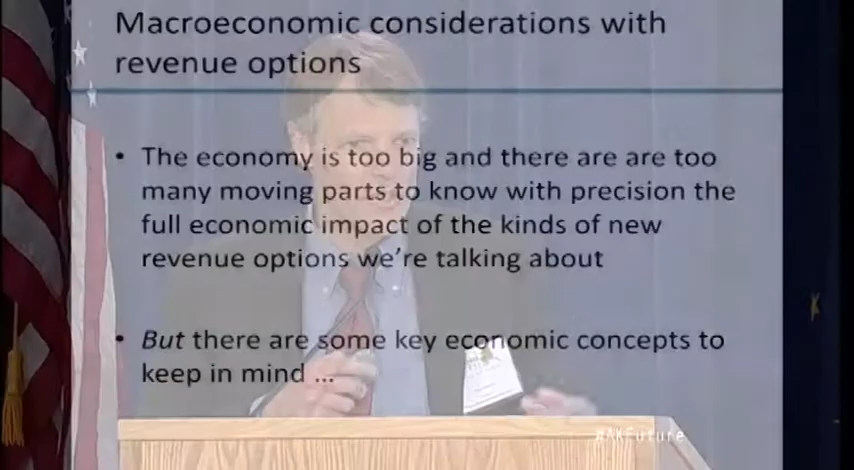 Macroeconomic considerations with
revenue options
• The economy is too big and there are are too
many moving parts to know with precision the
full economic impact of the kinds of new
revenue options we're talking about
• But there are some key economic concepts to
keep in mind ...
#AKFuture